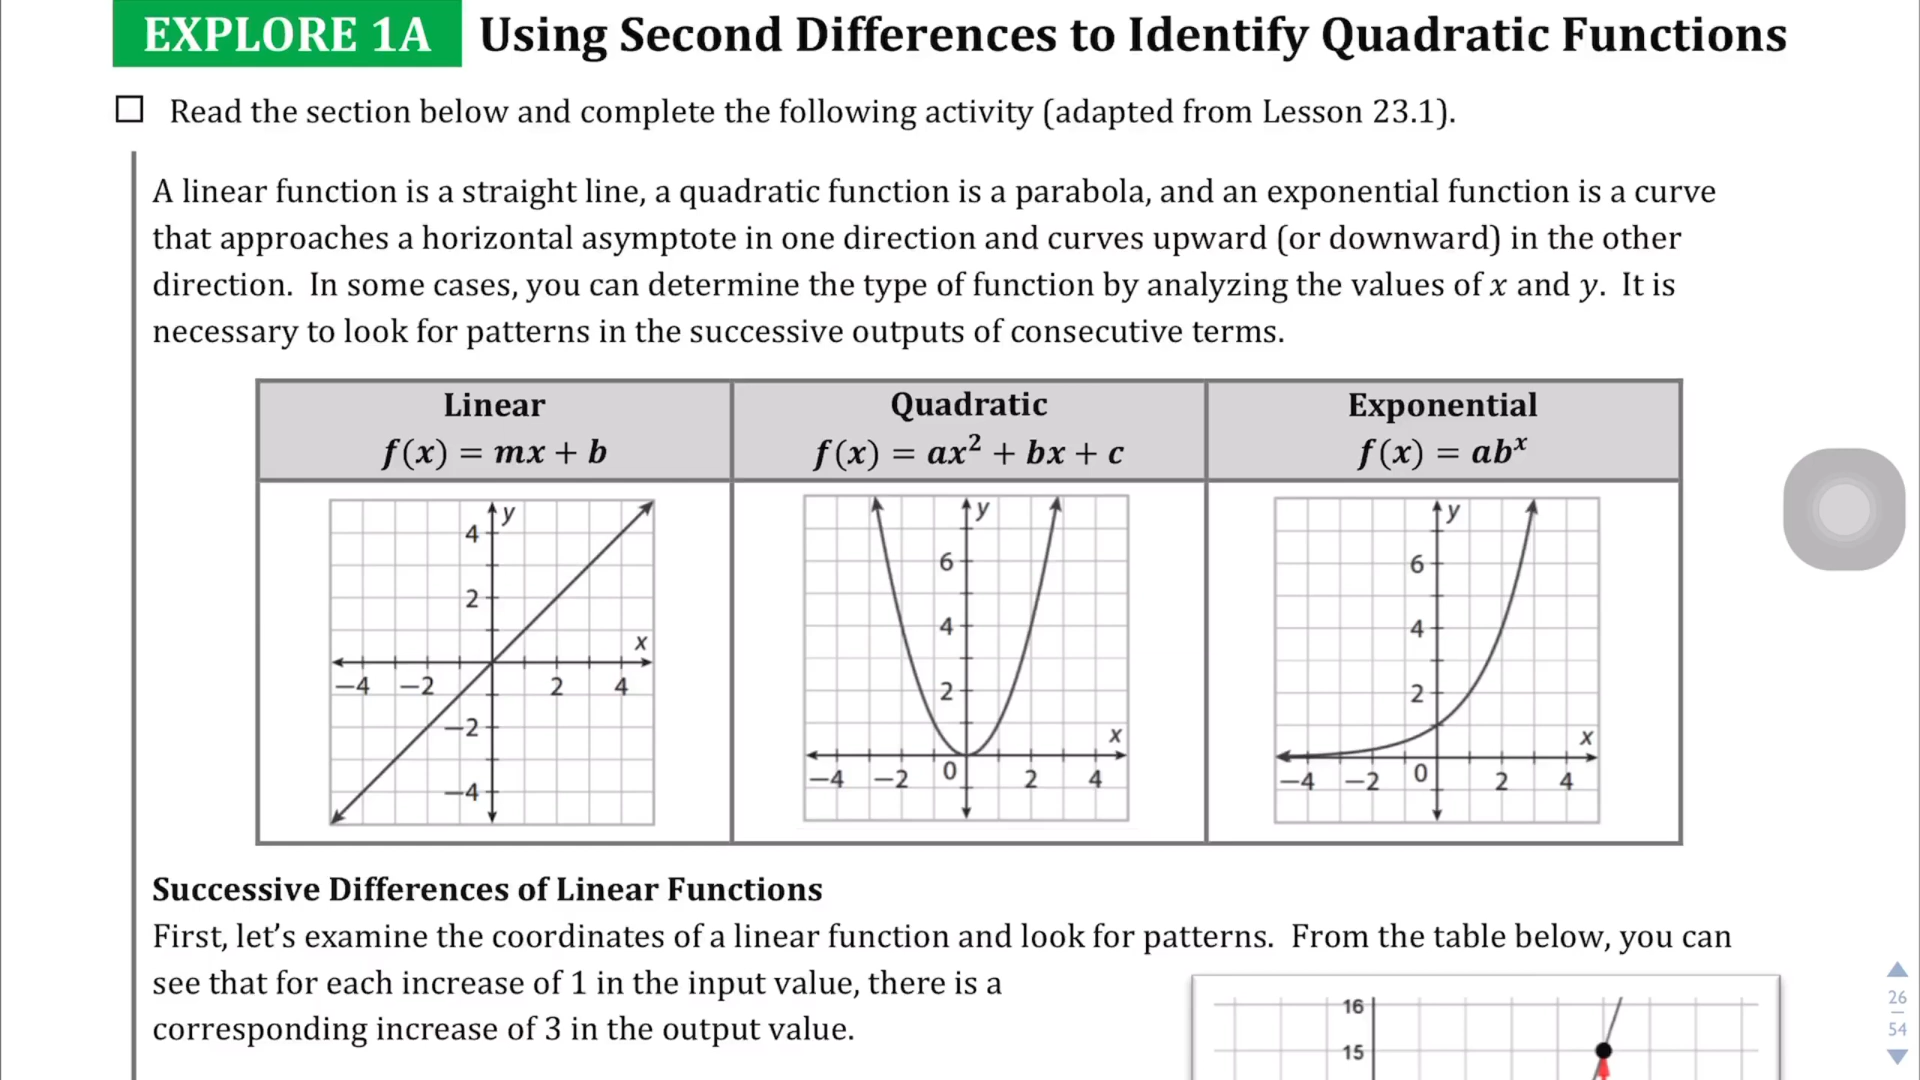 EXPLORE 1A Using Second Differences to Identify Quadratic Functions
☐ Read the section below and complete the following activity (adapted from Lesson 23.1).
A linear function is a straight line, a quadratic function is a parabola, and an exponential function is a curve
that approaches a horizontal asymptote in one direction and curves upward (or downward) in the other
direction. In some cases, you can determine the type of function by analyzing the values of x and y. It is
necessary to look for patterns in the successive outputs of consecutive terms.
Linear
f(x) = mx + b
Quadratic
f(x) = ax² + bx + c
Exponential
f(x) = abˣ
y
4
2
x
−4 −2 2 4
−2
−4
y
6
4
2
x
−4 −2 0 2 4
y
6
4
2
x
−4 −2 0 2 4
Successive Differences of Linear Functions
First, let’s examine the coordinates of a linear function and look for patterns. From the table below, you can
see that for each increase of 1 in the input value, there is a
corresponding increase of 3 in the output value.
16
15
26
54